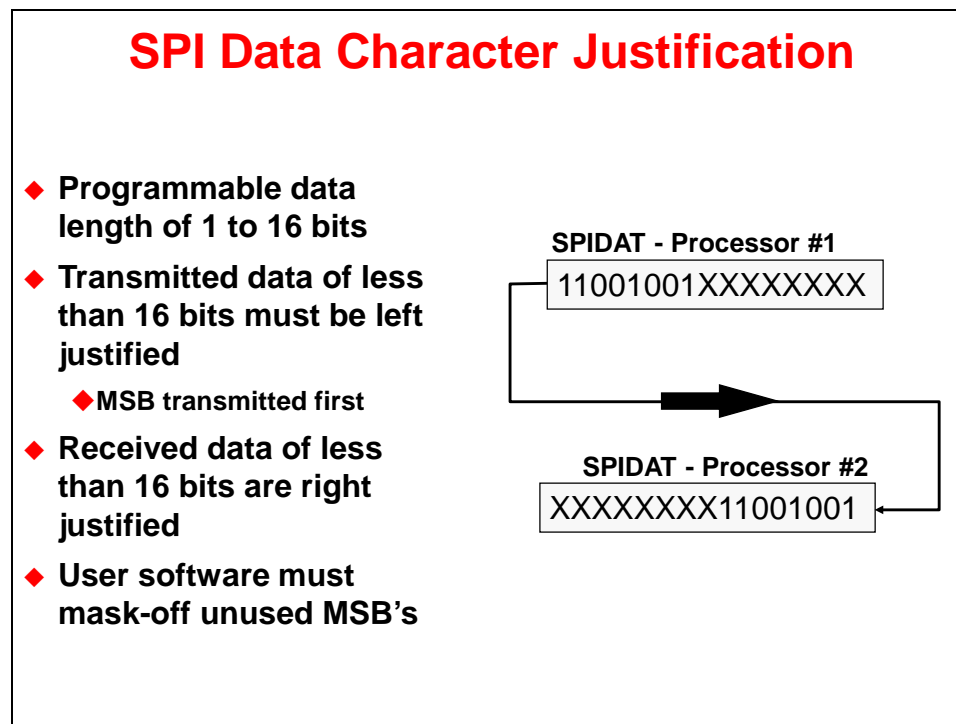 SPI Data Character Justification
Programmable data
length of 1 to 16 bits
Transmitted data of less
than 16 bits must be left
justified
MSB transmitted first
Received data of less
than 16 bits are right
justified
User software must
mask-off unused MSB's
SPIDAT - Processor #1
11001001XXXXXXXX
SPIDAT - Processor #2
XXXXXXXX11001001